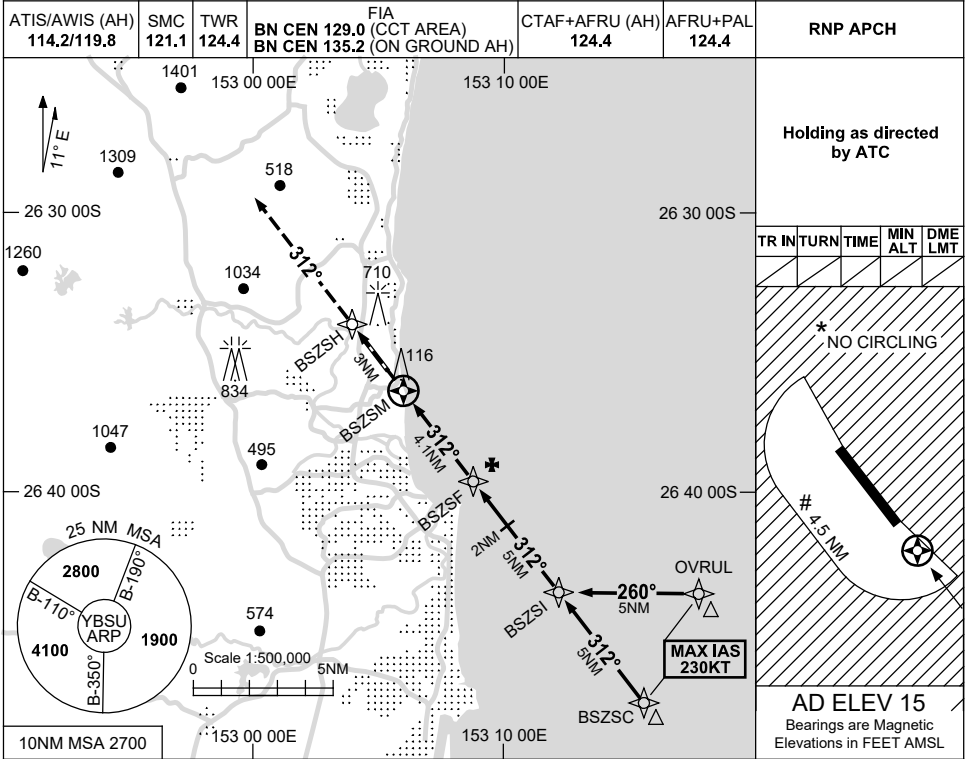 ATIS/AWIS (AH)
114.2/119.8
SMC
121.1
TWR
124.4
FIA
BN CEN 129.0 (CCT AREA)
BN CEN 135.2 (ON GROUND AH)
CTAF+AFRU (AH)
124.4
AFRU+PAL
124.4
RNP APCH
1401
153 00 00E
153 10 00E
11° E
1309
518
26 30 00S
26 30 00S
1260
312°
1034
710
BSZSH
3NM
116
834
BSZSM
312°
4.1NM
1047
495
BSZSF
26 40 00S
26 40 00S
2NM
312°
5NM
OVRUL
260°
5NM
BSZSI
25 NM MSA
2800
B-190°
B-110°
YBSU
ARP
4100
1900
B-350°
574
Scale 1:500,000
0
5NM
312°
5NM
MAX IAS
230KT
BSZSC
10NM MSA 2700
153 00 00E
153 10 00E
Holding as directed
by ATC
TR IN
TURN
TIME
MIN
ALT
DME
LMT
*
NO CIRCLING
#
4.5 NM
AD ELEV 15
Bearings are Magnetic
Elevations in FEET AMSL